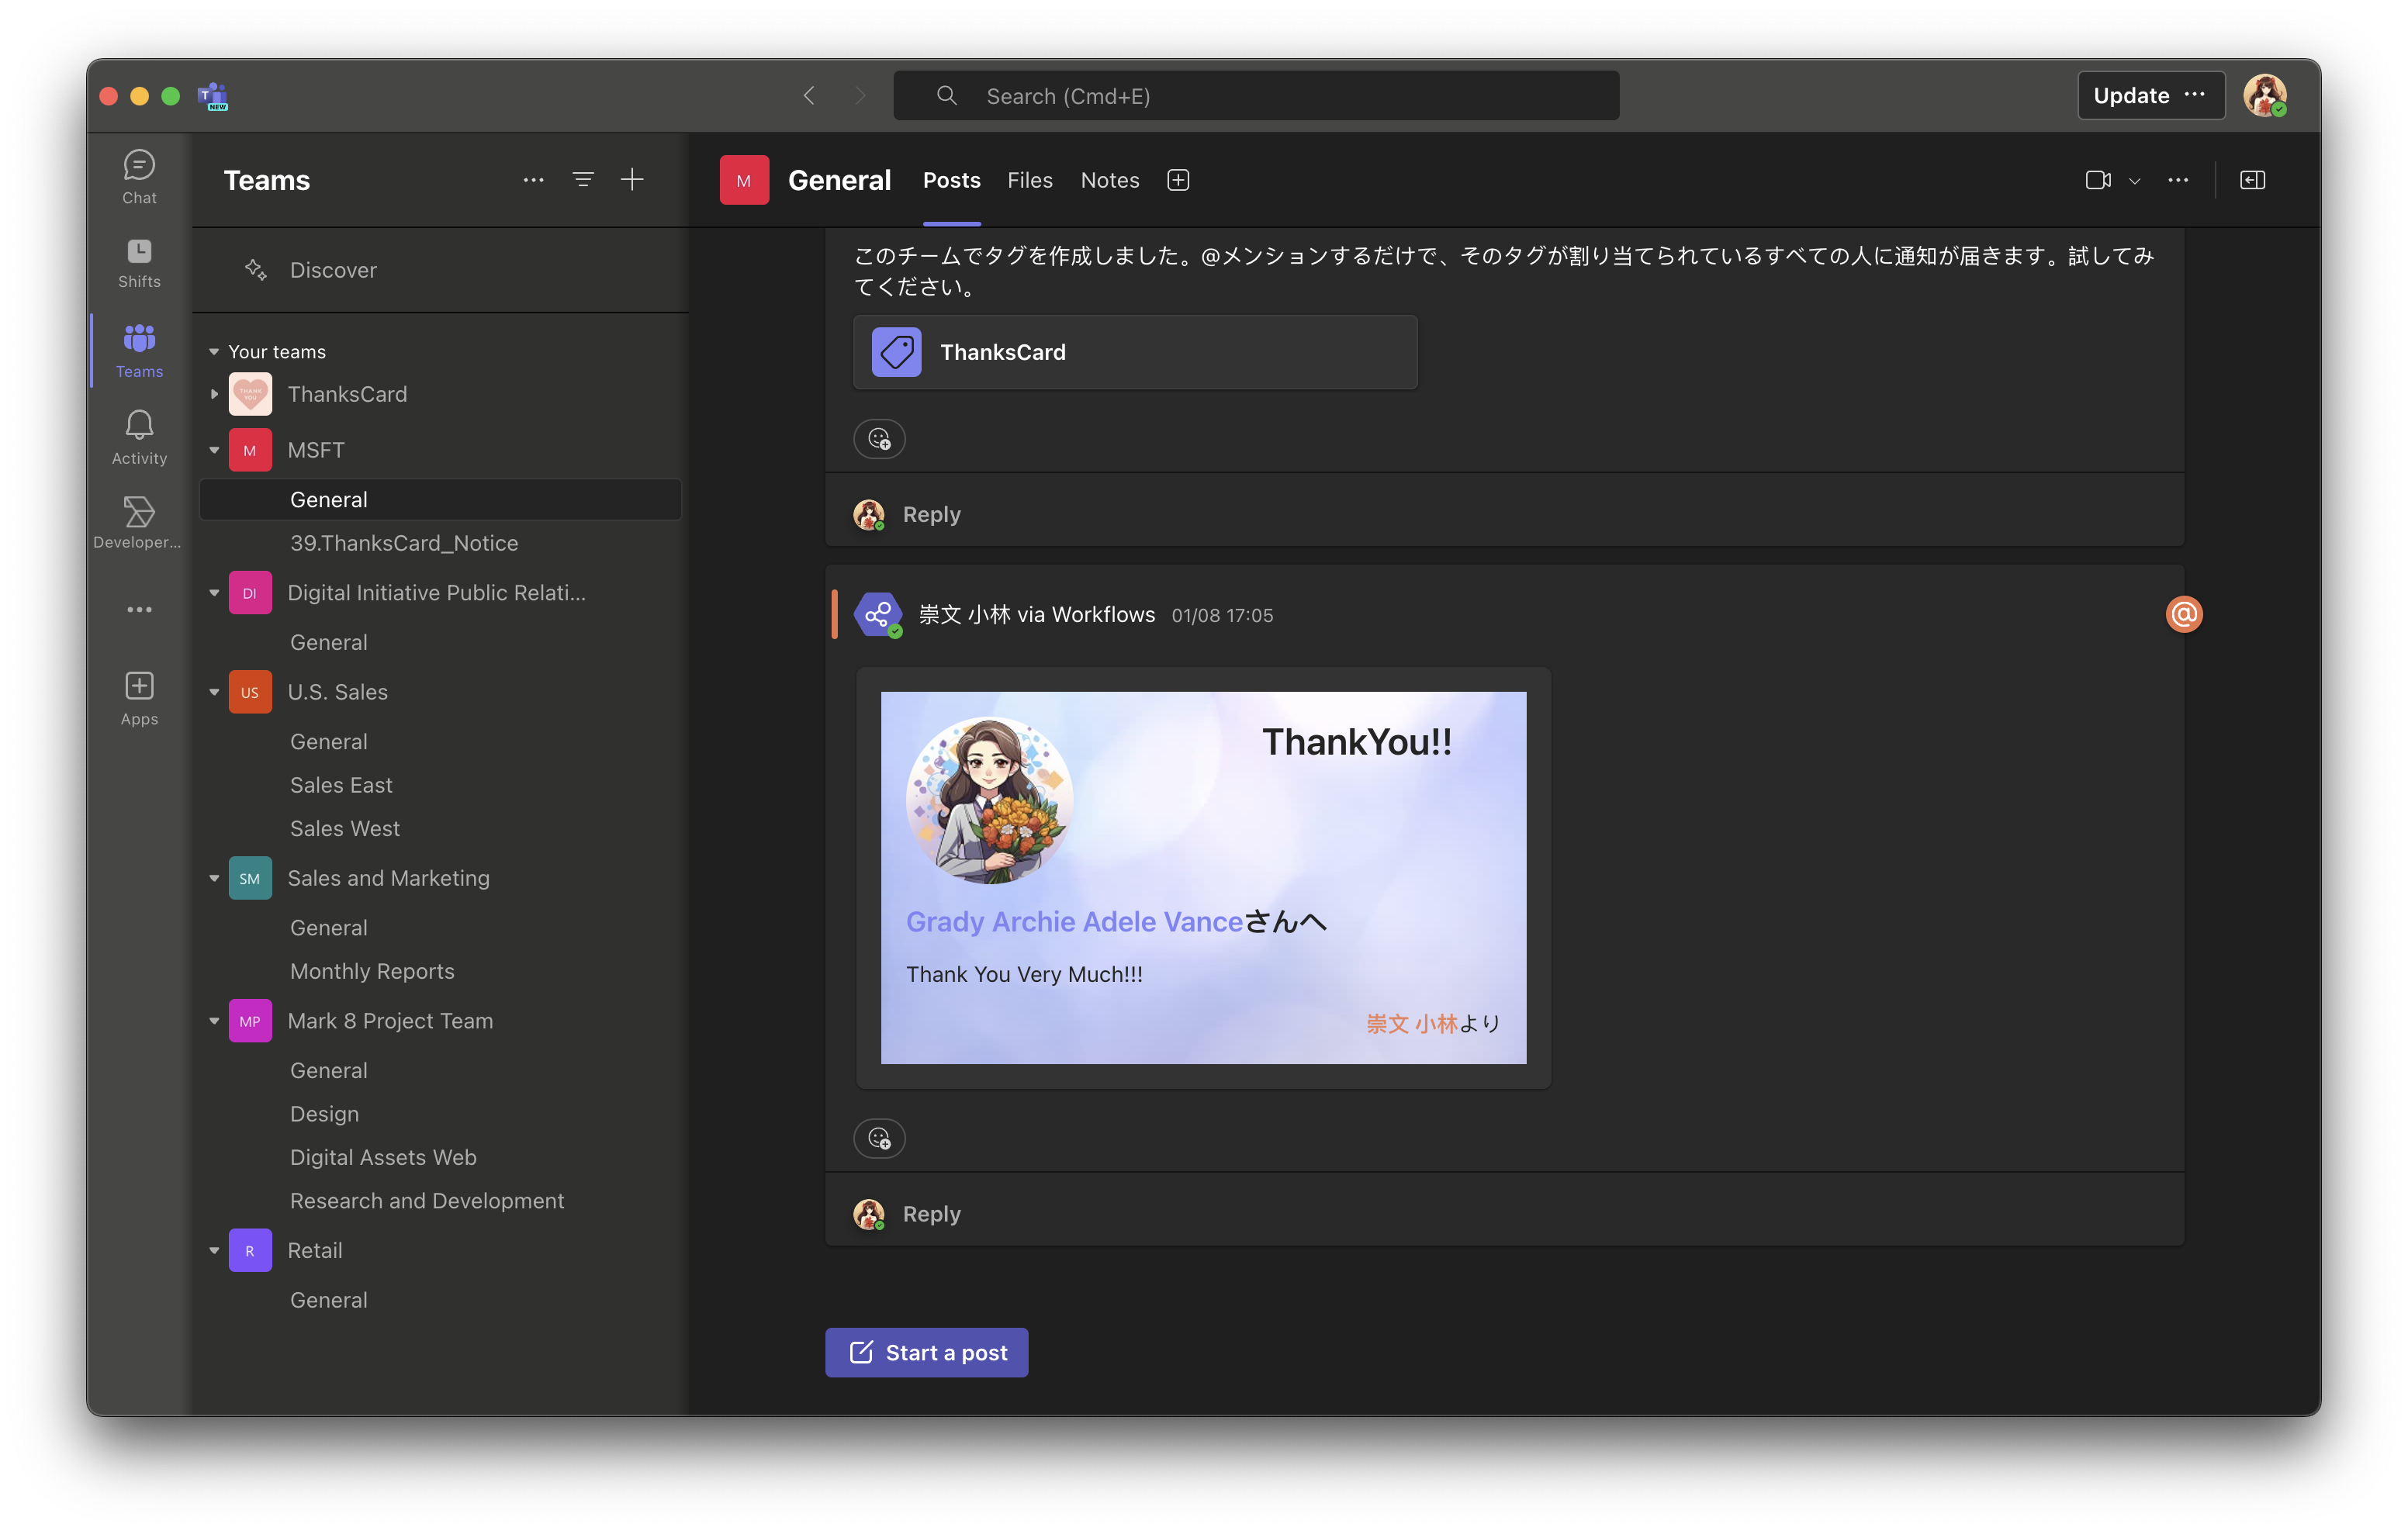 T
NEW
Search (Cmd+E)
Update
Chat
Shifts
Teams
Activity
Developer...
Apps
Teams
Discover
Your teams
THANK
YOU
ThanksCard
M
MSFT
General
39.ThanksCard_Notice
DI
Digital Initiative Public Relati...
General
US
U.S. Sales
General
Sales East
Sales West
SM
Sales and Marketing
General
Monthly Reports
MP
Mark 8 Project Team
General
Design
Digital Assets Web
Research and Development
R
Retail
General
M
General
Posts
Files
Notes
このチームでタグを作成しました。@メンションするだけで、そのタグが割り当てられているすべての人に通知が届きます。試してみ
てください。
ThanksCard
Reply
崇文 小林 via Workflows 01/08 17:05
@
ThankYou!!
Grady Archie Adele Vanceさんへ
Thank You Very Much!!!
崇文 小林より
Reply
Start a post